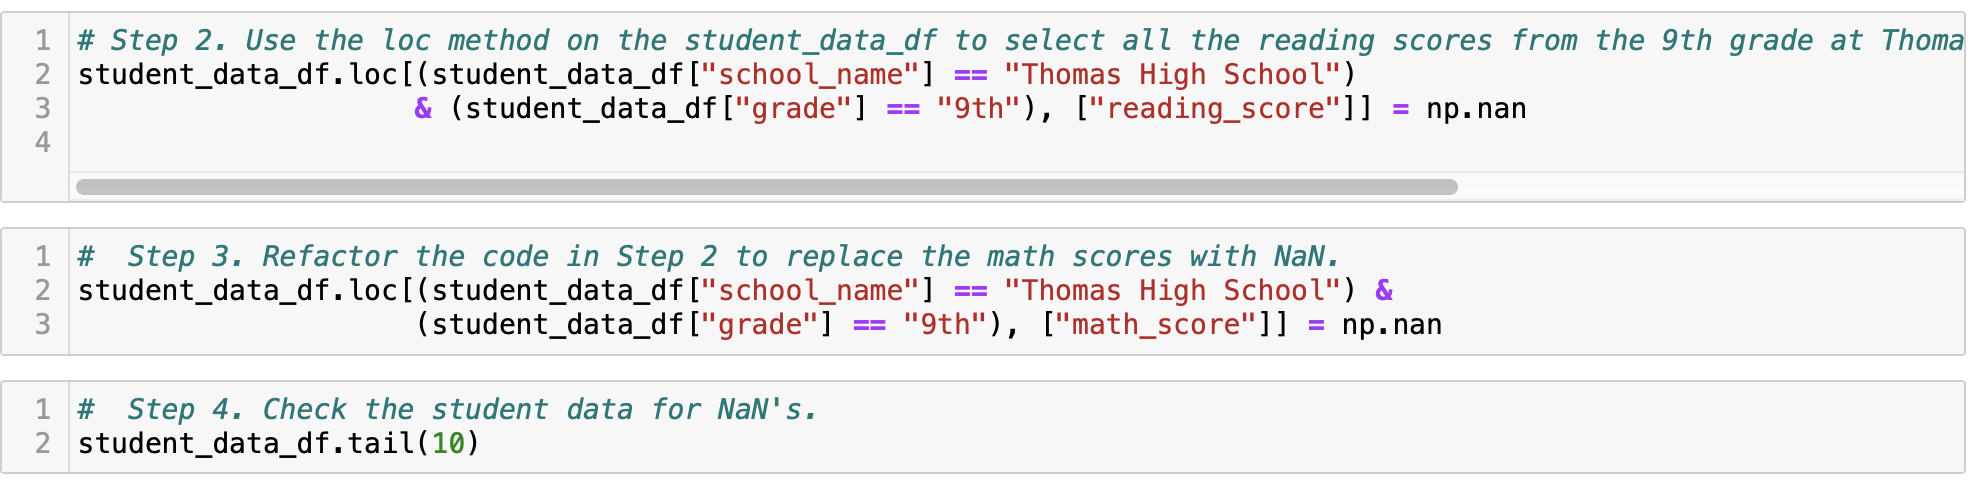 1 # Step 2. Use the loc method on the student_data_df to select all the reading scores from the 9th grade at Thoma
2 student_data_df.loc[(student_data_df["school_name"] == "Thomas High School")
3 & (student_data_df["grade"] == "9th"), ["reading_score"]] = np.nan
4
1 #  Step 3. Refactor the code in Step 2 to replace the math scores with NaN.
2 student_data_df.loc[(student_data_df["school_name"] == "Thomas High School") &
3 (student_data_df["grade"] == "9th"), ["math_score"]] = np.nan
1 #  Step 4. Check the student data for NaN's.
2 student_data_df.tail(10)